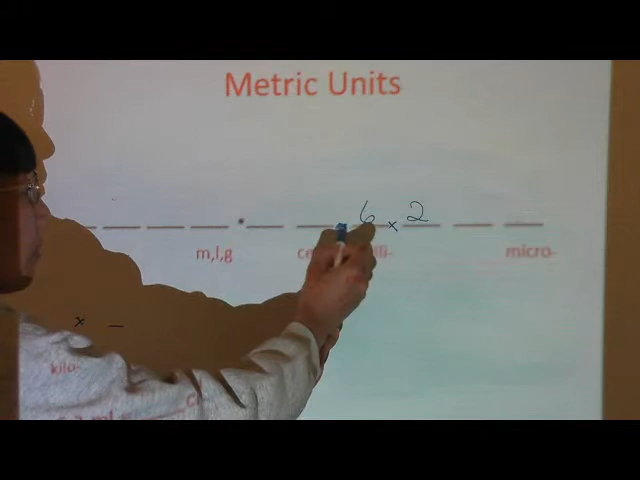 Metric Units
6 x 2
m,l,g
micro-
x -
kilo-